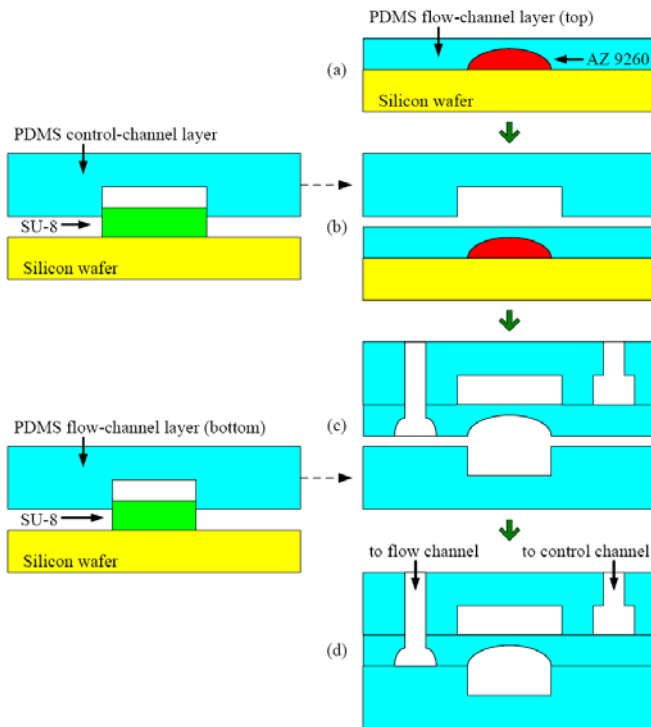 PDMS flow-channel layer (top)
(a)
AZ 9260
Silicon wafer
PDMS control-channel layer
SU-8
(b)
Silicon wafer
(c)
PDMS flow-channel layer (bottom)
SU-8
Silicon wafer
to flow channel
to control channel
(d)